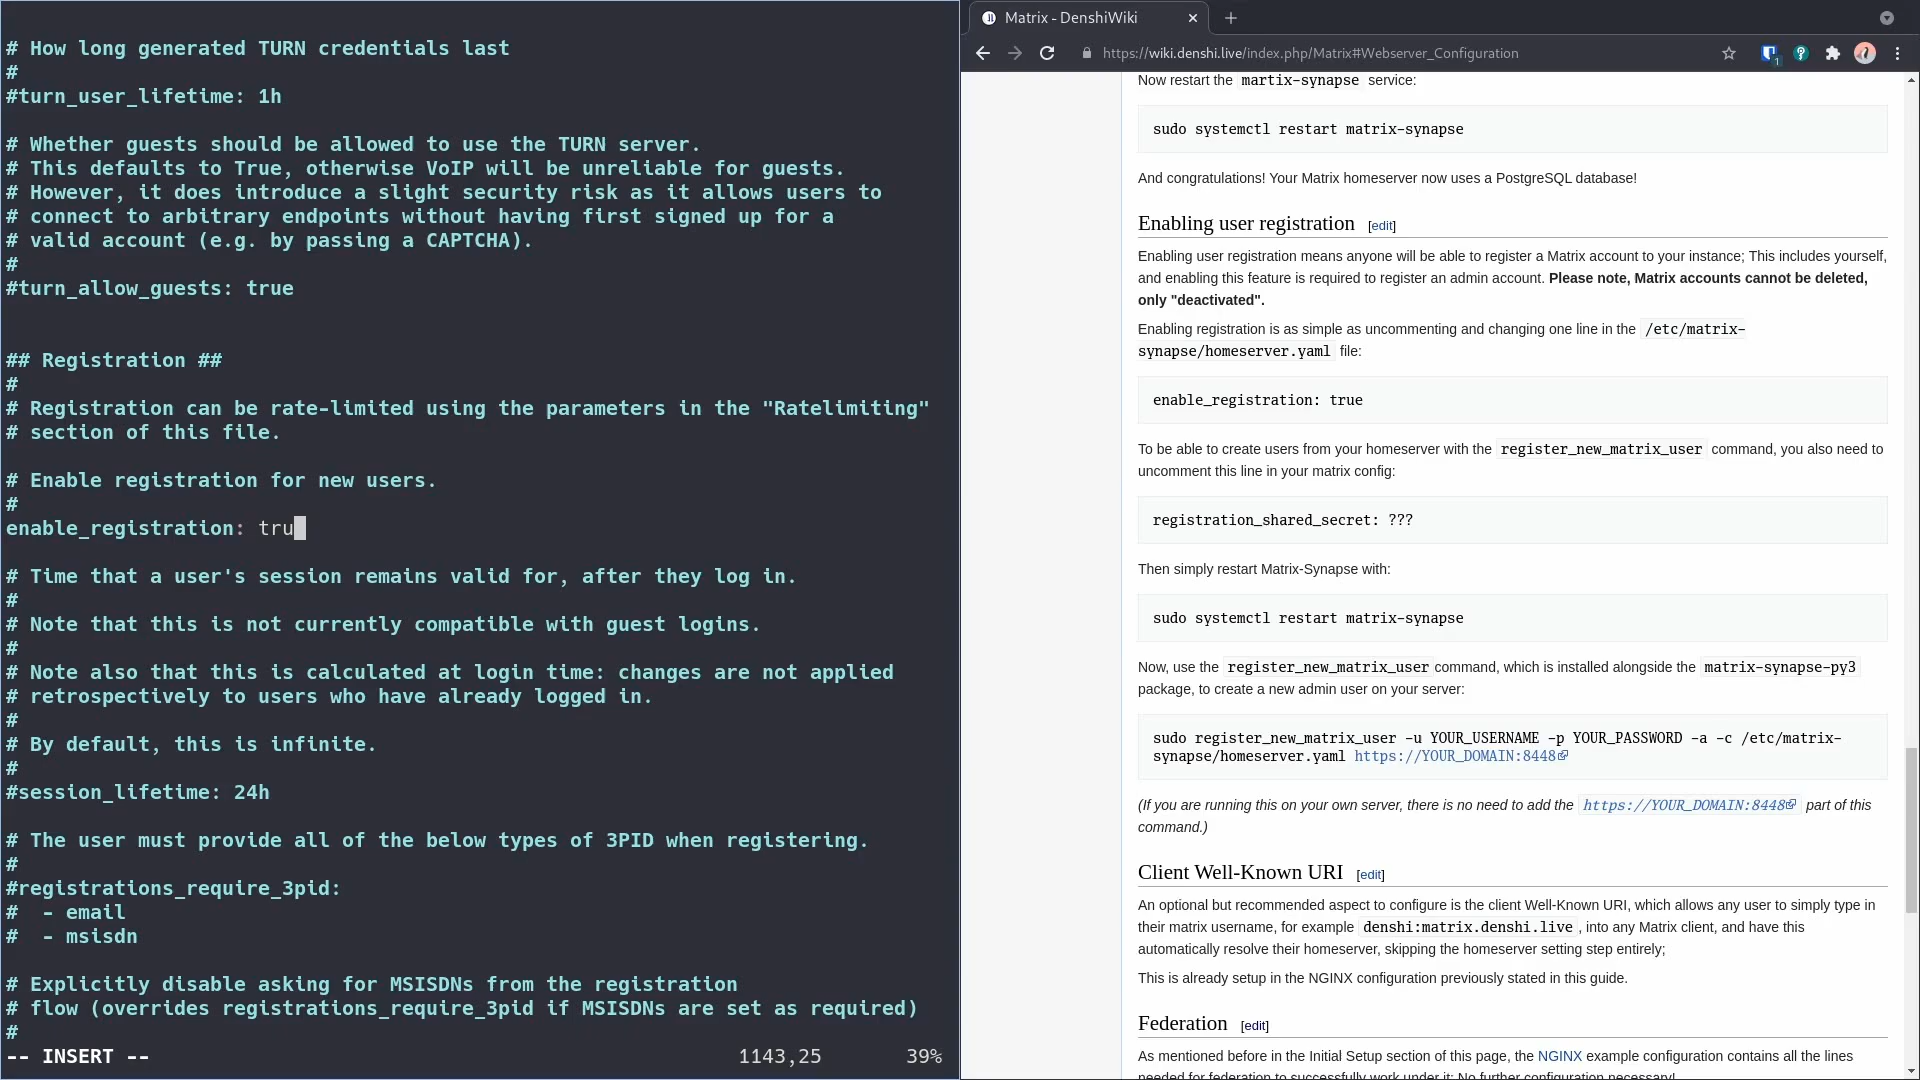 # How long generated TURN credentials last
#
#turn_user_lifetime: 1h
# Whether guests should be allowed to use the TURN server.
# This defaults to True, otherwise VoIP will be unreliable for guests.
# However, it does introduce a slight security risk as it allows users to
# connect to arbitrary endpoints without having first signed up for a
# valid account (e.g. by passing a CAPTCHA).
#
#turn_allow_guests: true
## Registration ##
#
# Registration can be rate-limited using the parameters in the "Ratelimiting"
# section of this file.
# Enable registration for new users.
#
enable_registration: tru
# Time that a user's session remains valid for, after they log in.
#
# Note that this is not currently compatible with guest logins.
#
# Note also that this is calculated at login time: changes are not applied
# retrospectively to users who have already logged in.
#
# By default, this is infinite.
#
#session_lifetime: 24h
# The user must provide all of the below types of 3PID when registering.
#
#registrations_require_3pid:
#  - email
#  - msisdn
# Explicitly disable asking for MSISDNs from the registration
# flow (overrides registrations_require_3pid if MSISDNs are set as required)
#
-- INSERT -- 1143,25 39%
Matrix - DenshiWiki
https://wiki.denshi.live/index.php/Matrix#Webserver_Configuration
1
Now restart the martix-synapse service:
sudo systemctl restart matrix-synapse
And congratulations! Your Matrix homeserver now uses a PostgreSQL database!
Enabling user registration [edit]
Enabling user registration means anyone will be able to register a Matrix account to your instance; This includes yourself,
and enabling this feature is required to register an admin account. Please note, Matrix accounts cannot be deleted,
only "deactivated".
Enabling registration is as simple as uncommenting and changing one line in the /etc/matrix-
synapse/homeserver.yaml file:
enable_registration: true
To be able to create users from your homeserver with the register_new_matrix_user command, you also need to
uncomment this line in your matrix config:
registration_shared_secret: ???
Then simply restart Matrix-Synapse with:
sudo systemctl restart matrix-synapse
Now, use the register_new_matrix_user command, which is installed alongside the matrix-synapse-py3
package, to create a new admin user on your server:
sudo register_new_matrix_user -u YOUR_USERNAME -p YOUR_PASSWORD -a -c /etc/matrix-
synapse/homeserver.yaml https://YOUR_DOMAIN:8448
(If you are running this on your own server, there is no need to add the https://YOUR_DOMAIN:8448 part of this
command.)
Client Well-Known URI [edit]
An optional but recommended aspect to configure is the client Well-Known URI, which allows any user to simply type in
their matrix username, for example denshi:matrix.denshi.live , into any Matrix client, and have this
automatically resolve their homeserver, skipping the homeserver setting step entirely;
This is already setup in the NGINX configuration previously stated in this guide.
Federation [edit]
As mentioned before in the Initial Setup section of this page, the NGINX example configuration contains all the lines
needed for federation to successfully work under it; No further configuration necessary!